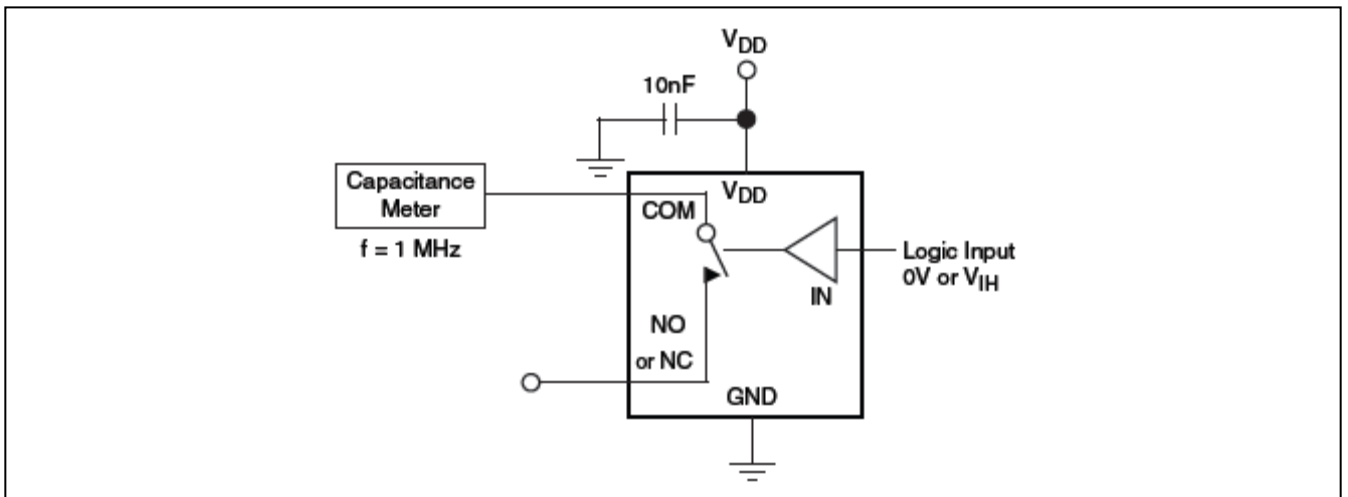 VDD
10nF
Capacitance
Meter
f = 1 MHz
VDD
COM
IN
Logic Input
0V or VIH
NO
or NC
GND